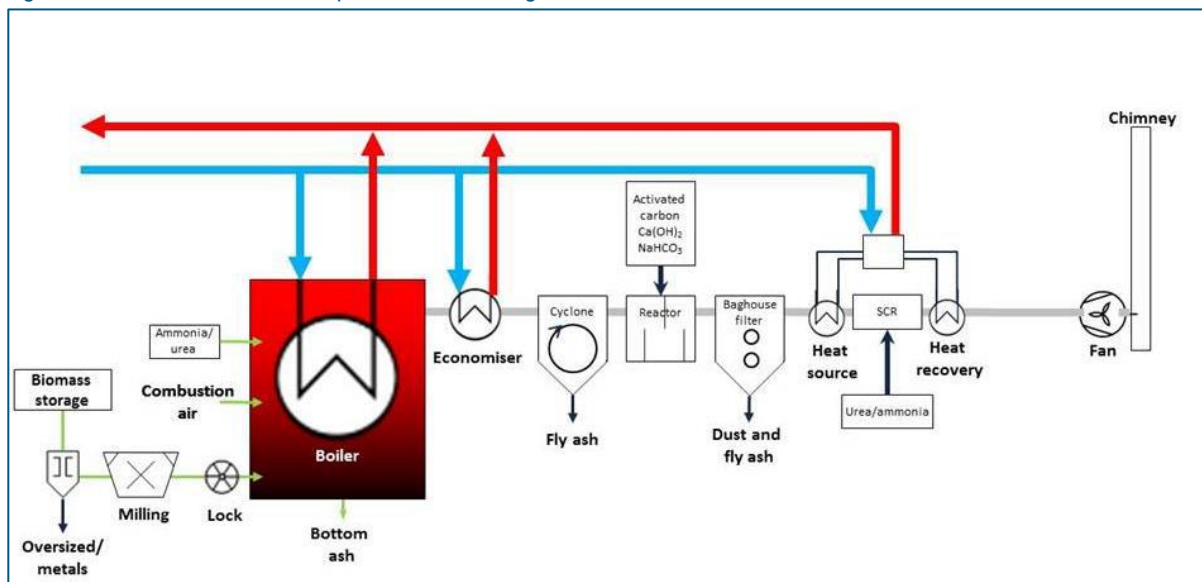 Chimney
Activated
carbon
Ca(OH)₂
NaHCO₃
Ammonia/
urea
Combustion
air
Biomass
storage
Boiler
Economiser
Cyclone
Reactor
Baghouse
filter
Heat
source
SCR
Heat
recovery
Fan
Urea/ammonia
Fly ash
Dust and
fly ash
Milling
Lock
Bottom
ash
Oversized/
metals